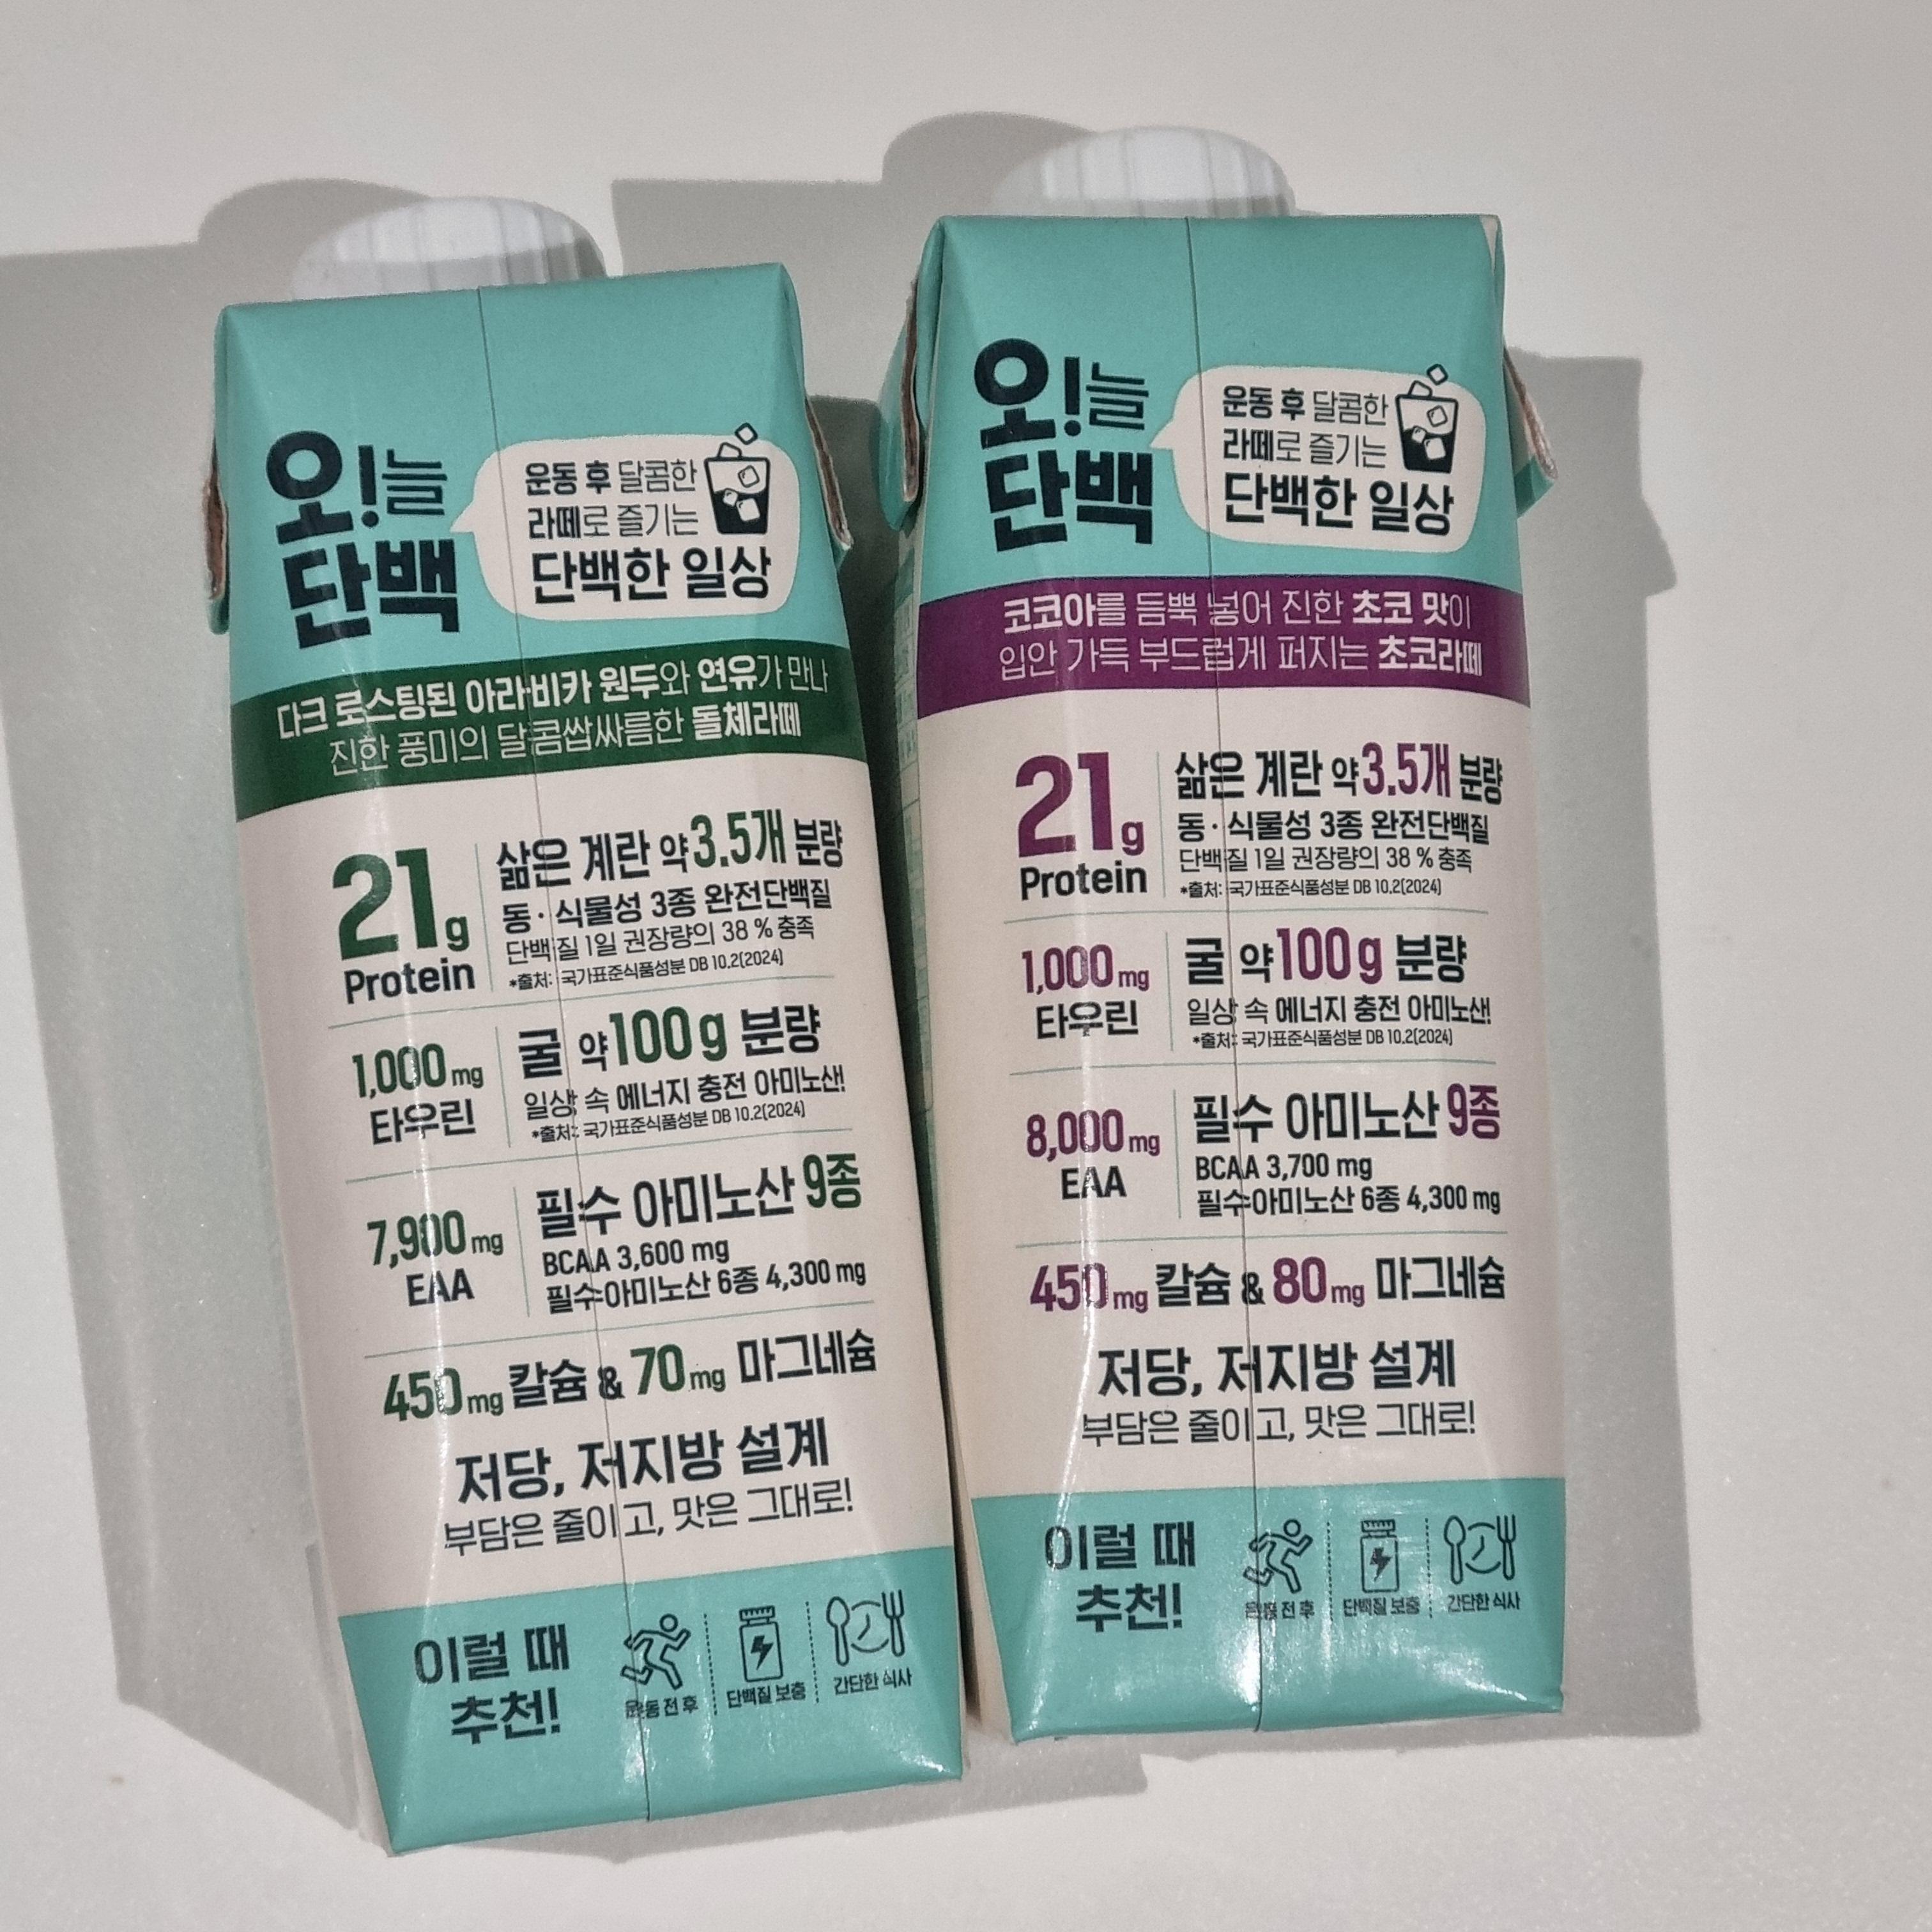 오!늘
단백
운동 후 달콤한
라떼로 즐기는
단백한 일상
다크 로스팅된 아라비카 원두와 연유가 만나
진한 풍미의 달콤쌉싸름한 돌체라떼
21g
Protein
삶은 계란 약 3.5개 분량
동·식물성 3종 완전단백질
단백질 1일 권장량의 38 % 충족
*출처: 국가표준식품성분 DB 10.2(2024)
1,000 mg
타우린
굴 약 100 g 분량
일상 속 에너지 충전 아미노산!
*출처: 국가표준식품성분 DB 10.2(2024)
7,900 mg
EAA
필수 아미노산 9종
BCAA 3,600 mg
필수아미노산 6종 4,300 mg
450 mg 칼슘 & 70 mg 마그네슘
저당, 저지방 설계
부담은 줄이고, 맛은 그대로!
이럴 때
추천!
운동 전 후
단백질 보충
간단한 식사
오!늘
단백
운동 후 달콤한
라떼로 즐기는
단백한 일상
코코아를 듬뿍 넣어 진한 초코 맛이
입안 가득 부드럽게 퍼지는 초코라떼
21g
Protein
삶은 계란 약 3.5개 분량
동·식물성 3종 완전단백질
단백질 1일 권장량의 38 % 충족
*출처: 국가표준식품성분 DB 10.2(2024)
1,000 mg
타우린
굴 약 100 g 분량
일상 속 에너지 충전 아미노산!
*출처: 국가표준식품성분 DB 10.2(2024)
8,000 mg
EAA
필수 아미노산 9종
BCAA 3,700 mg
필수아미노산 6종 4,300 mg
450 mg 칼슘 & 80 mg 마그네슘
저당, 저지방 설계
부담은 줄이고, 맛은 그대로!
이럴 때
추천!
운동 전 후
단백질 보충
간단한 식사